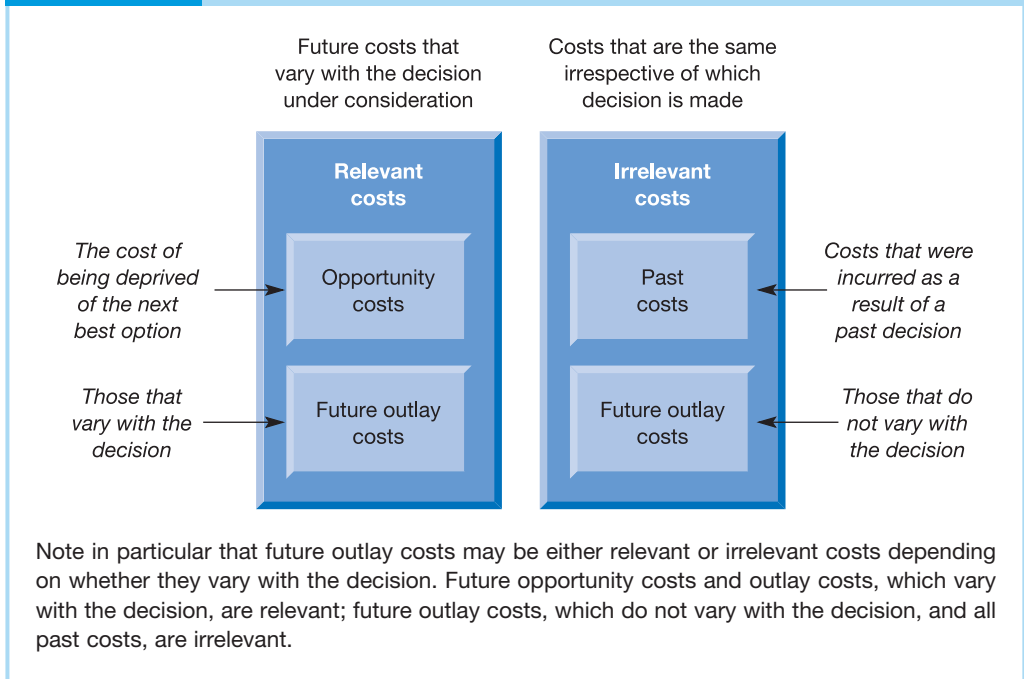 Future costs that
vary with the decision
under consideration
Costs that are the same
irrespective of which
decision is made
Relevant
costs
Irrelevant
costs
The cost of
being deprived
of the next
best option
Opportunity
costs
Past
costs
Costs that were
incurred as a
result of a
past decision
Those that
vary with the
decision
Future outlay
costs
Future outlay
costs
Those that do
not vary with
the decision
Note in particular that future outlay costs may be either relevant or irrelevant costs depending
on whether they vary with the decision. Future opportunity costs and outlay costs, which vary
with the decision, are relevant; future outlay costs, which do not vary with the decision, and all
past costs, are irrelevant.